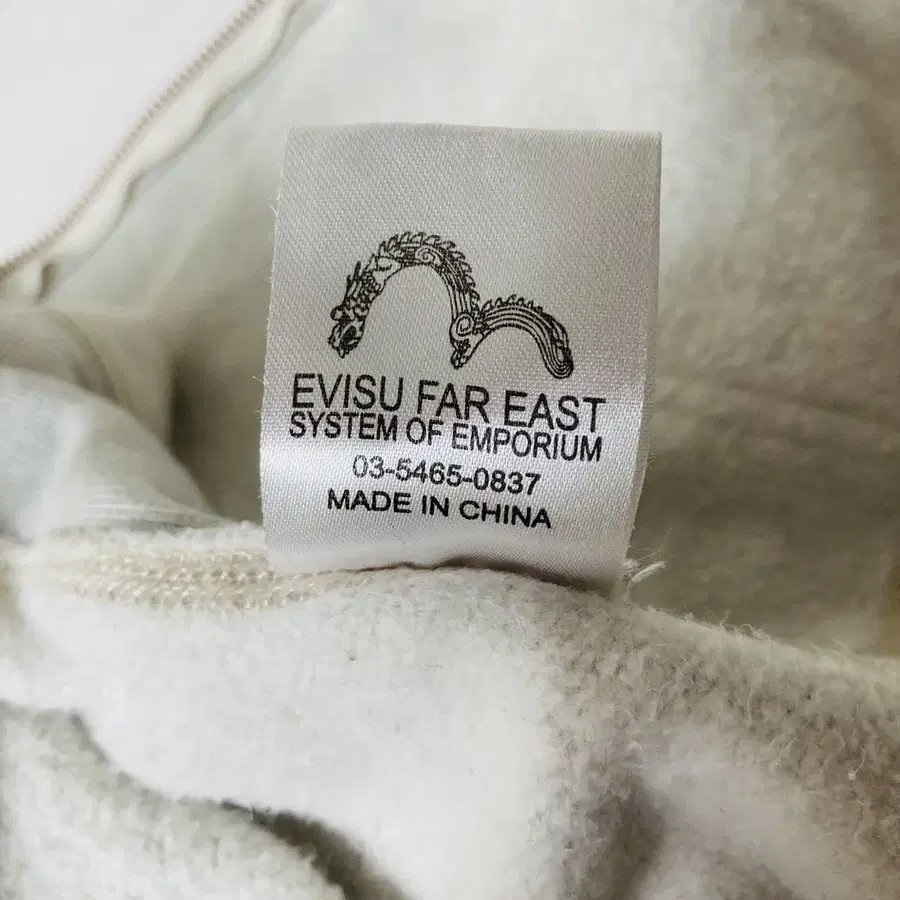 EVISU FAR EAST
SYSTEM OF EMPORIUM
03-5465-0837
MADE IN CHINA